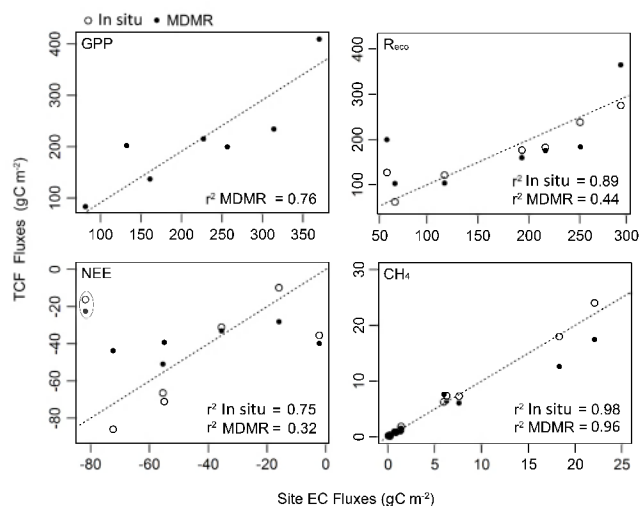 ○ In situ ● MDMR
GPP
400
300
200
100
r² MDMR = 0.76
100 150 200 250 300 350
Reco
400
300
200
100
r² In situ = 0.89
r² MDMR = 0.44
50 100 150 200 250 300
TCF Fluxes (gC m-²)
NEE
0
-20
-40
-60
-80
r² In situ = 0.75
r² MDMR = 0.32
-80 -60 -40 -20 0
CH₄
30
20
10
0
r² In situ = 0.98
r² MDMR = 0.96
0 5 10 15 20 25
Site EC Fluxes (gC m-²)